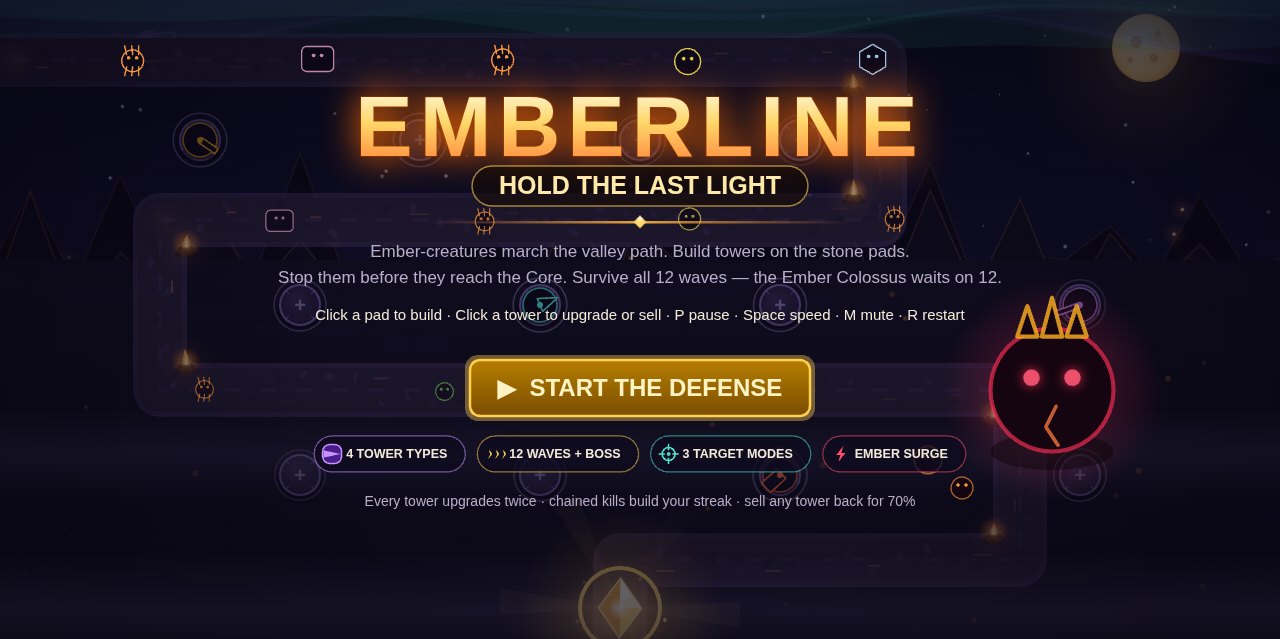 EMBERLINE
HOLD THE LAST LIGHT
Ember-creatures march the valley path. Build towers on the stone pads.
Stop them before they reach the Core. Survive all 12 waves — the Ember Colossus waits on 12.
Click a pad to build · Click a tower to upgrade or sell · P pause · Space speed · M mute · R restart
▶ START THE DEFENSE
4 TOWER TYPES
12 WAVES + BOSS
3 TARGET MODES
EMBER SURGE
Every tower upgrades twice · chained kills build your streak · sell any tower back for 70%